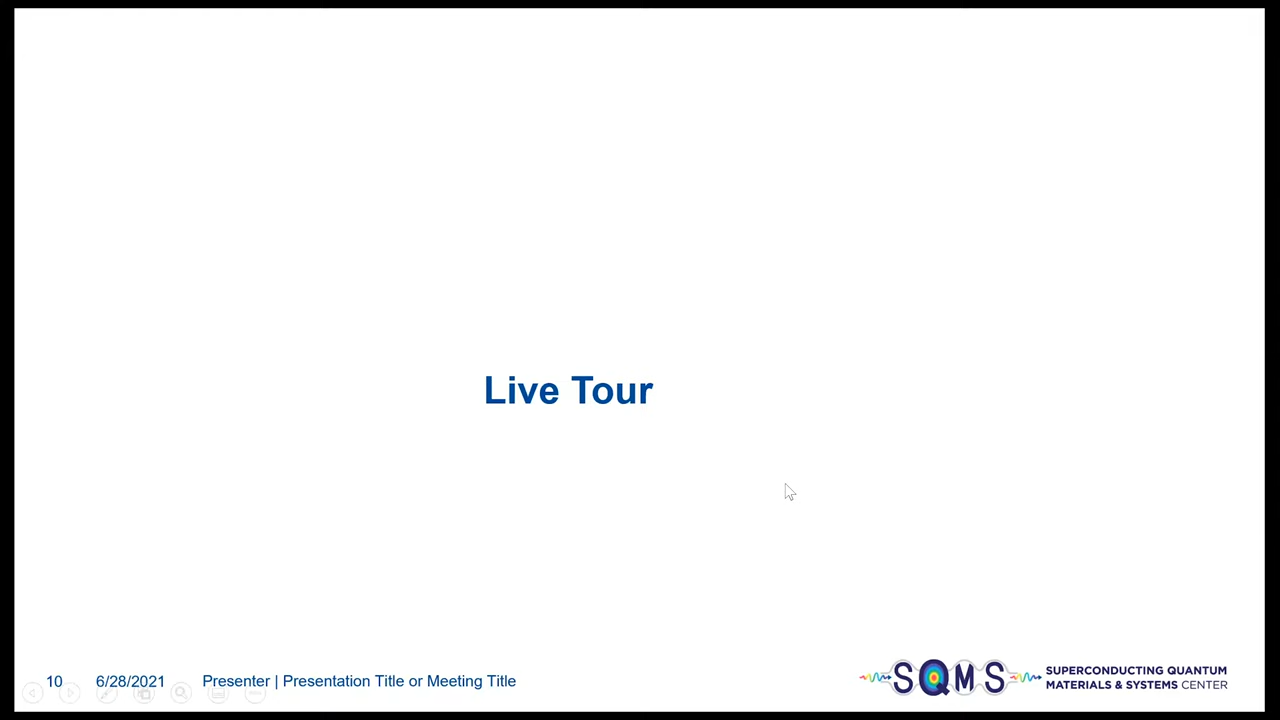 Live Tour
10 6/28/2021 Presenter | Presentation Title or Meeting Title
SQMS
SUPERCONDUCTING QUANTUM
MATERIALS & SYSTEMS CENTER